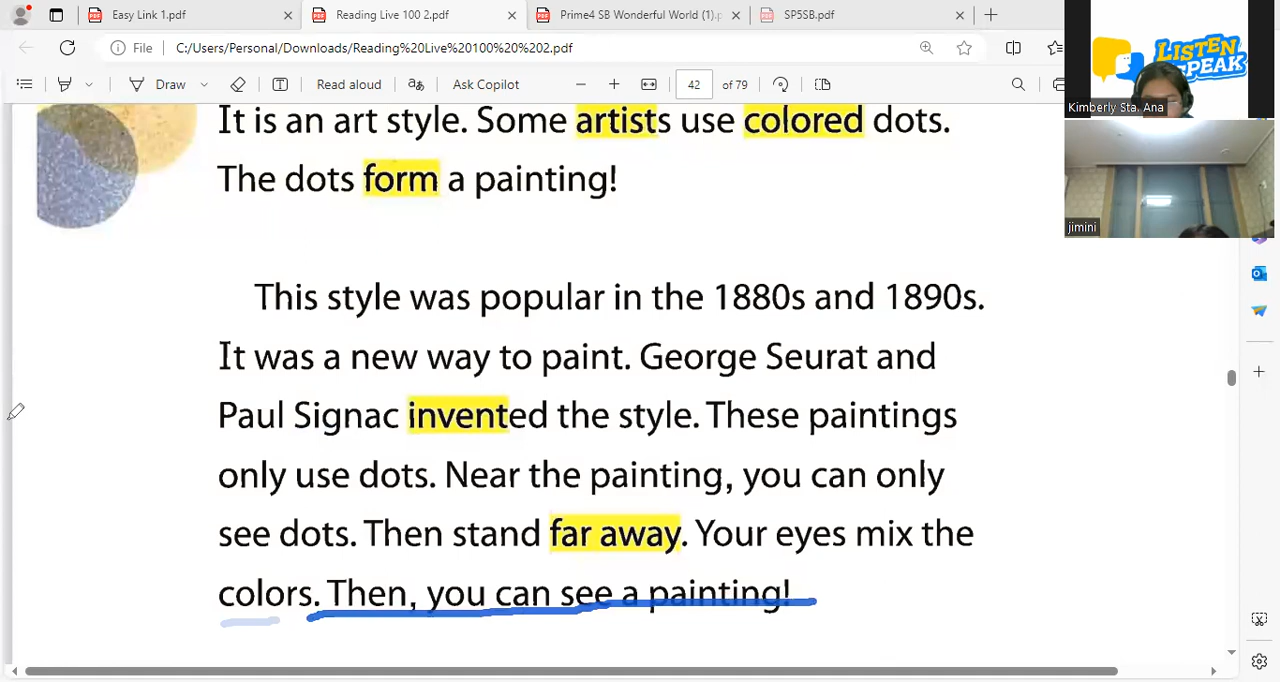 Easy Link 1.pdf
Reading Live 100 2.pdf
Prime4 SB Wonderful World (1).p
SP5SB.pdf
File
C:/Users/Personal/Downloads/Reading%20Live%20100%20%202.pdf
Draw
Read aloud
Ask Copilot
42 of 79
LISTEN
SPEAK
Kimberly Sta. Ana
jimini
It is an art style. Some artists use colored dots.
The dots form a painting!
This style was popular in the 1880s and 1890s.
It was a new way to paint. George Seurat and
Paul Signac invented the style. These paintings
only use dots. Near the painting, you can only
see dots. Then stand far away. Your eyes mix the
colors. Then, you can see a painting!